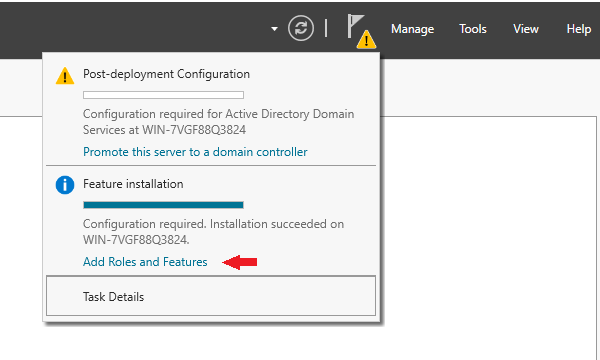 Manage Tools View Help
Post-deployment Configuration
Configuration required for Active Directory Domain
Services at WIN-7VGF88Q3824
Promote this server to a domain controller
Feature installation
Configuration required. Installation succeeded on
WIN-7VGF88Q3824.
Add Roles and Features
Task Details